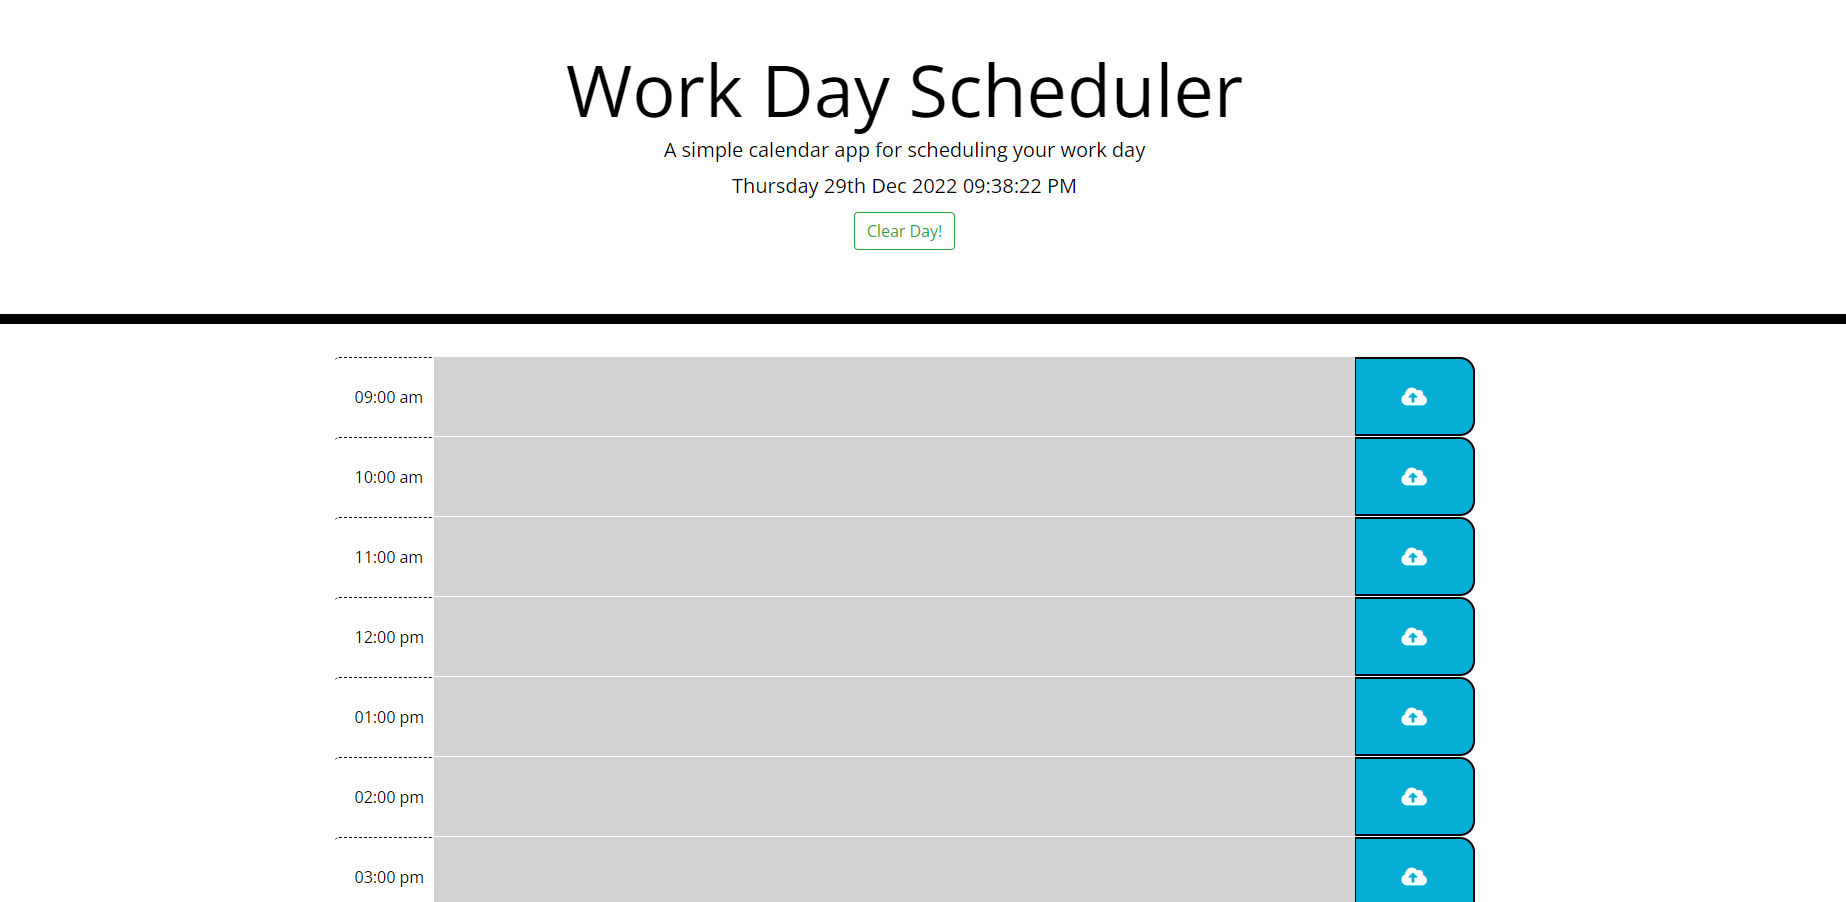 Work Day Scheduler
A simple calendar app for scheduling your work day
Thursday 29th Dec 2022 09:38:22 PM
Clear Day!
09:00 am
10:00 am
11:00 am
12:00 pm
01:00 pm
02:00 pm
03:00 pm